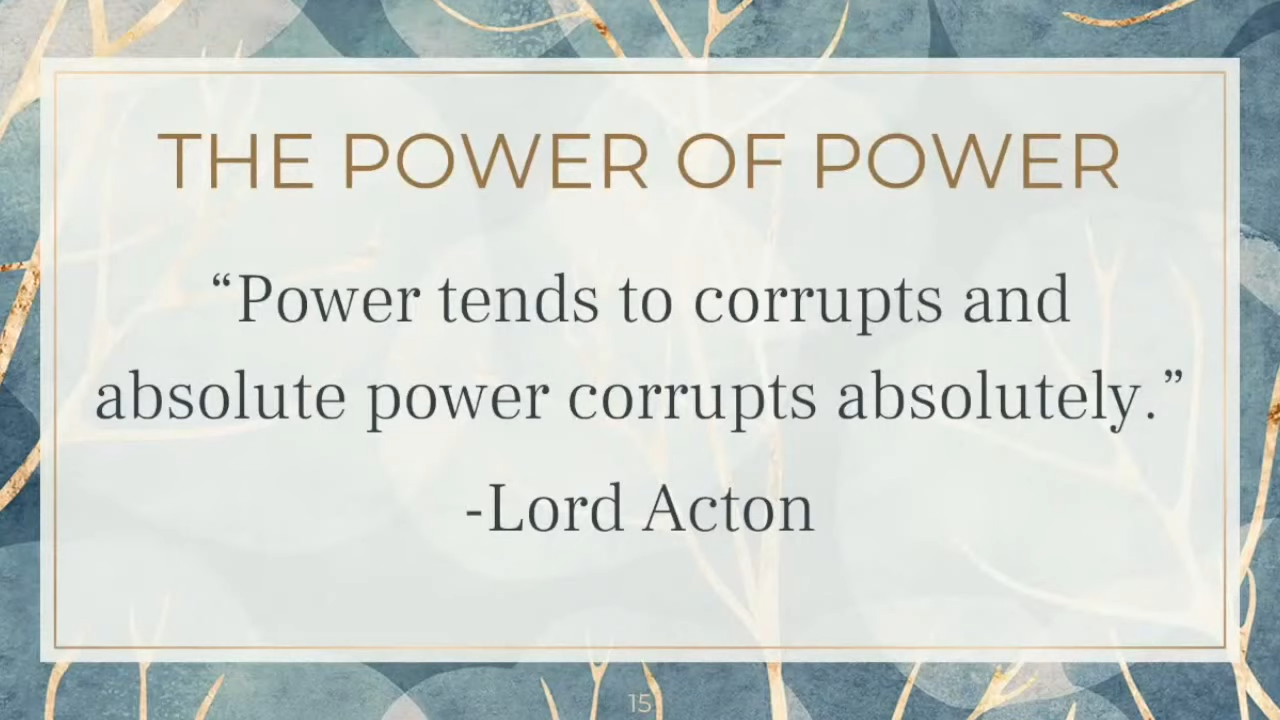 THE POWER OF POWER
“Power tends to corrupts and
absolute power corrupts absolutely.”
-Lord Acton
15